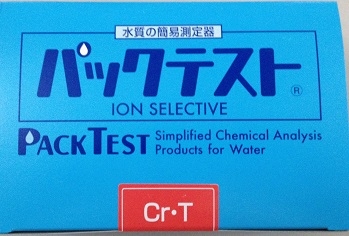 水質の簡易測定器
パックテスト®
ION SELECTIVE
PACKTEST Simplified Chemical Analysis
Products for Water
Cr・T